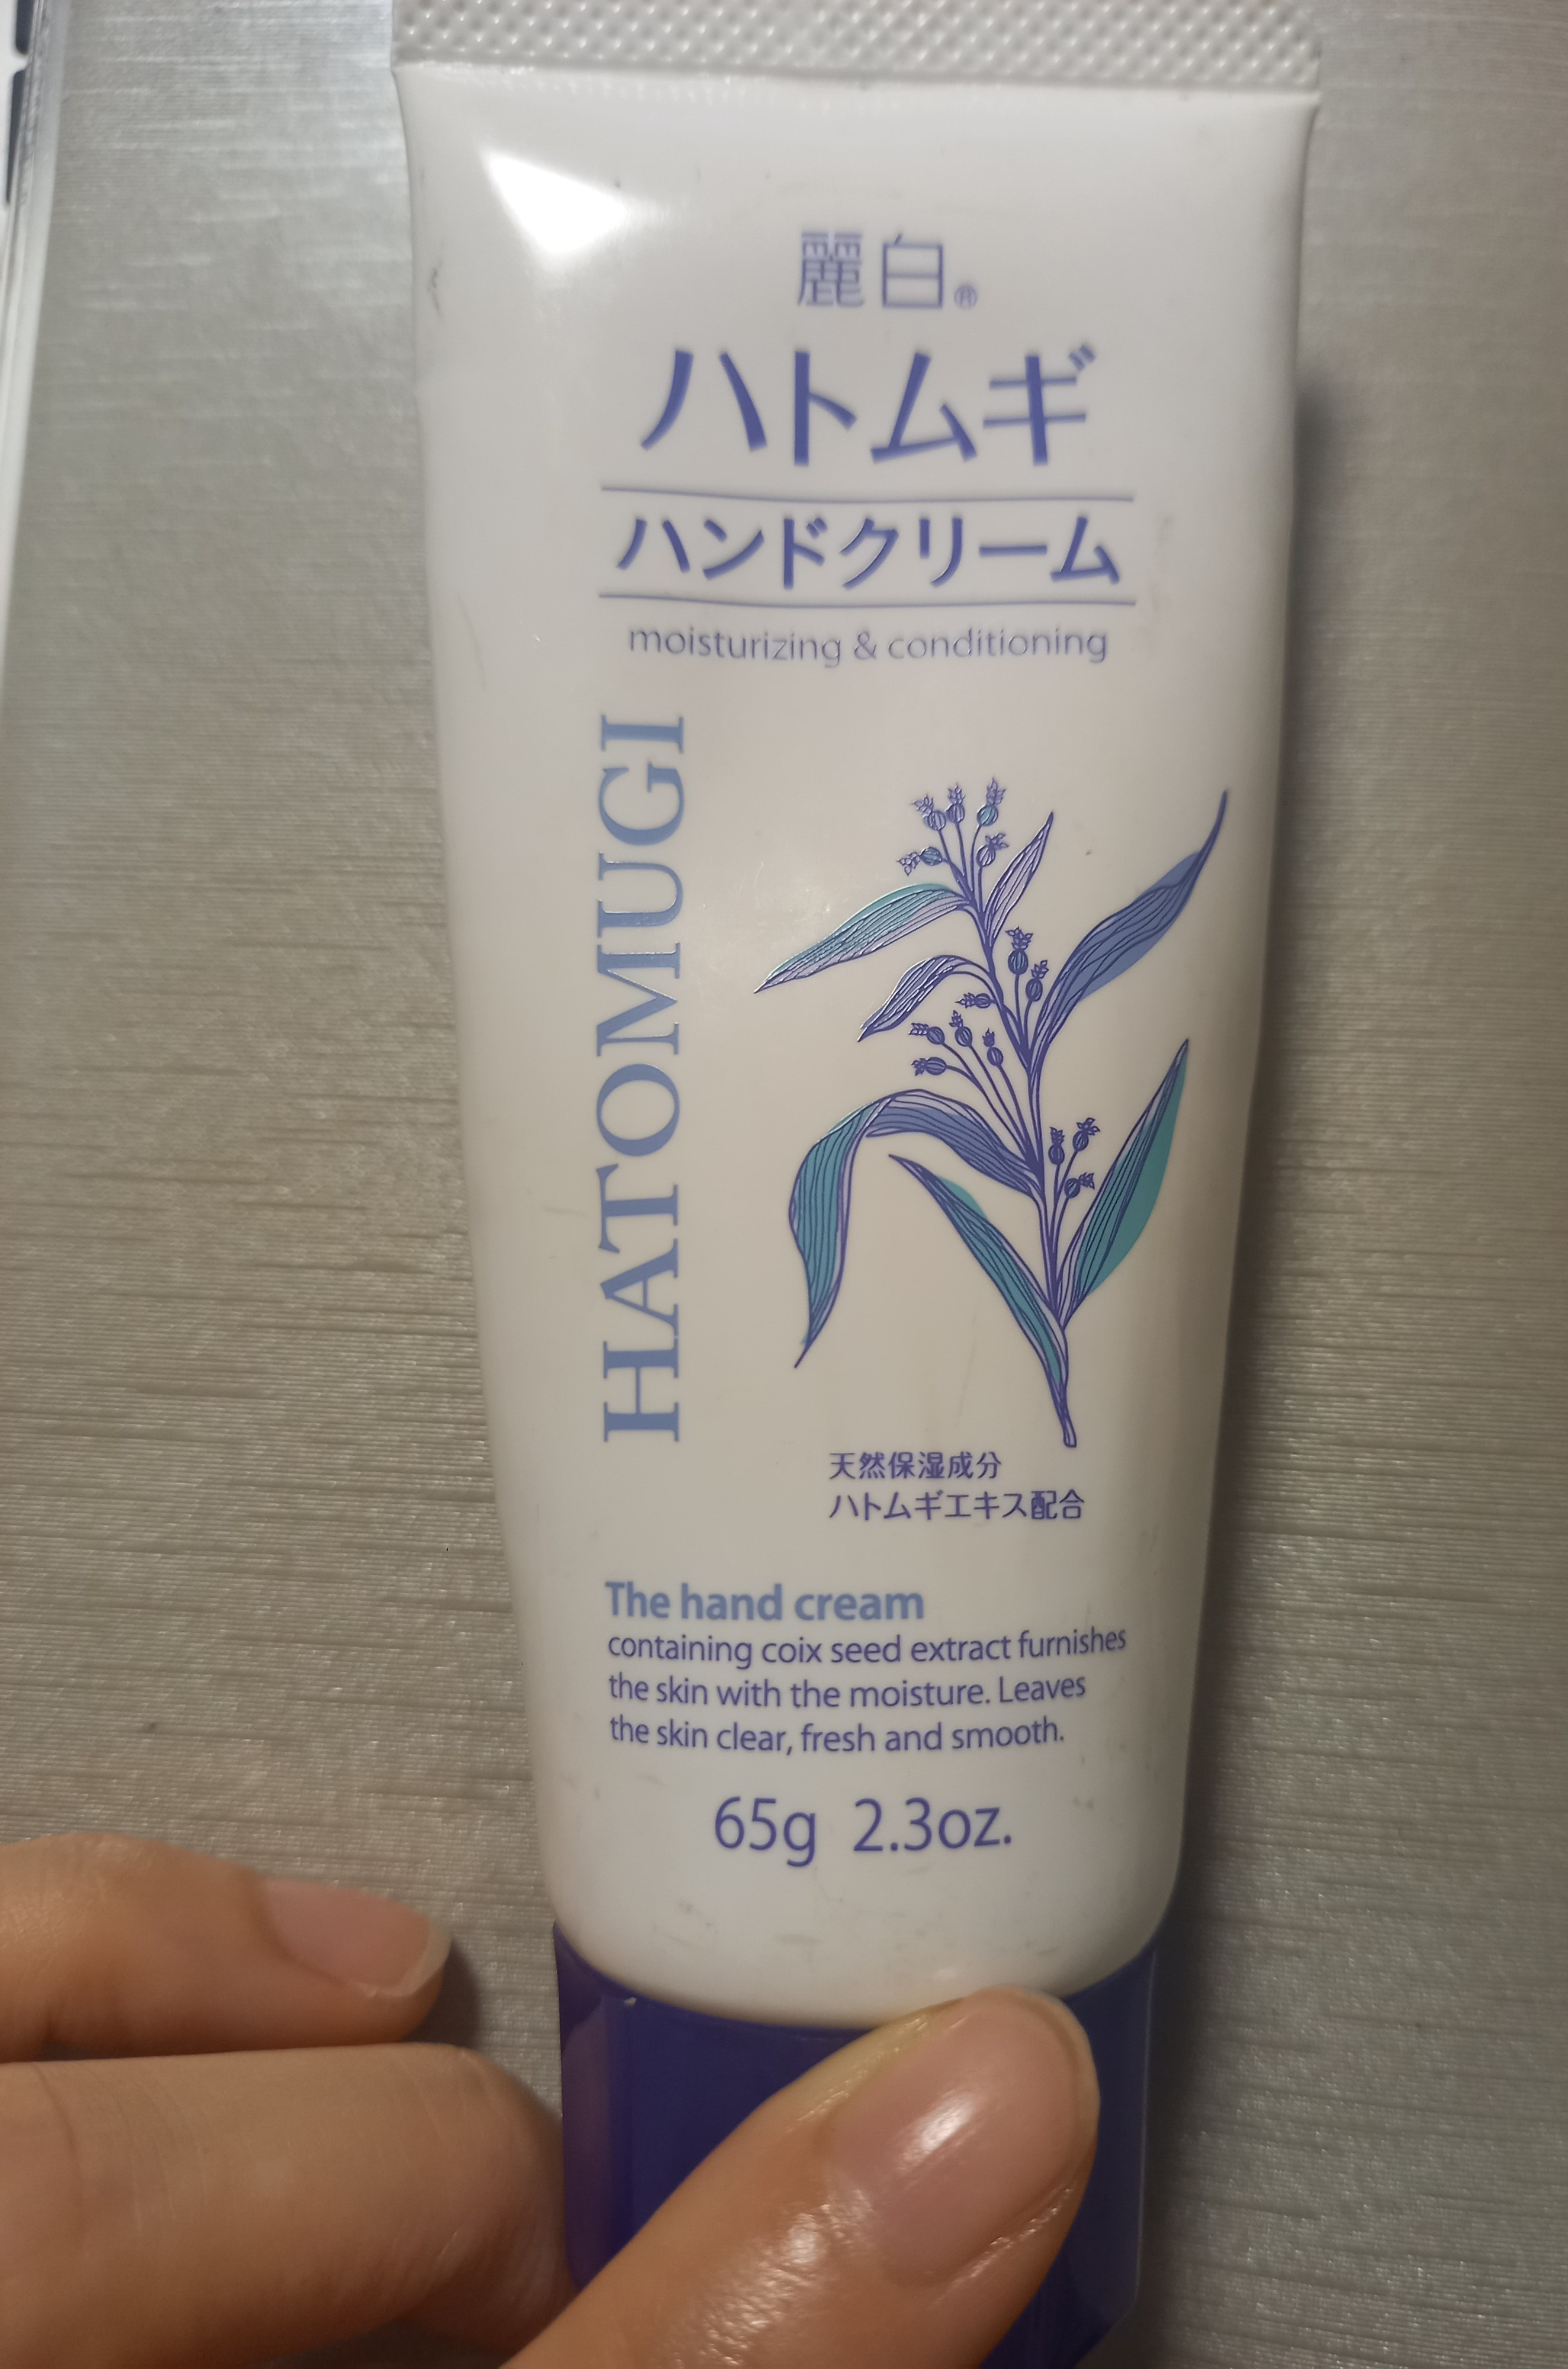 麗白®
ハトムギ
ハンドクリーム
moisturizing & conditioning
HATOMUGI
天然保湿成分
ハトムギエキス配合
The hand cream
containing coix seed extract furnishes
the skin with the moisture. Leaves
the skin clear, fresh and smooth.
65g 2.3oz.